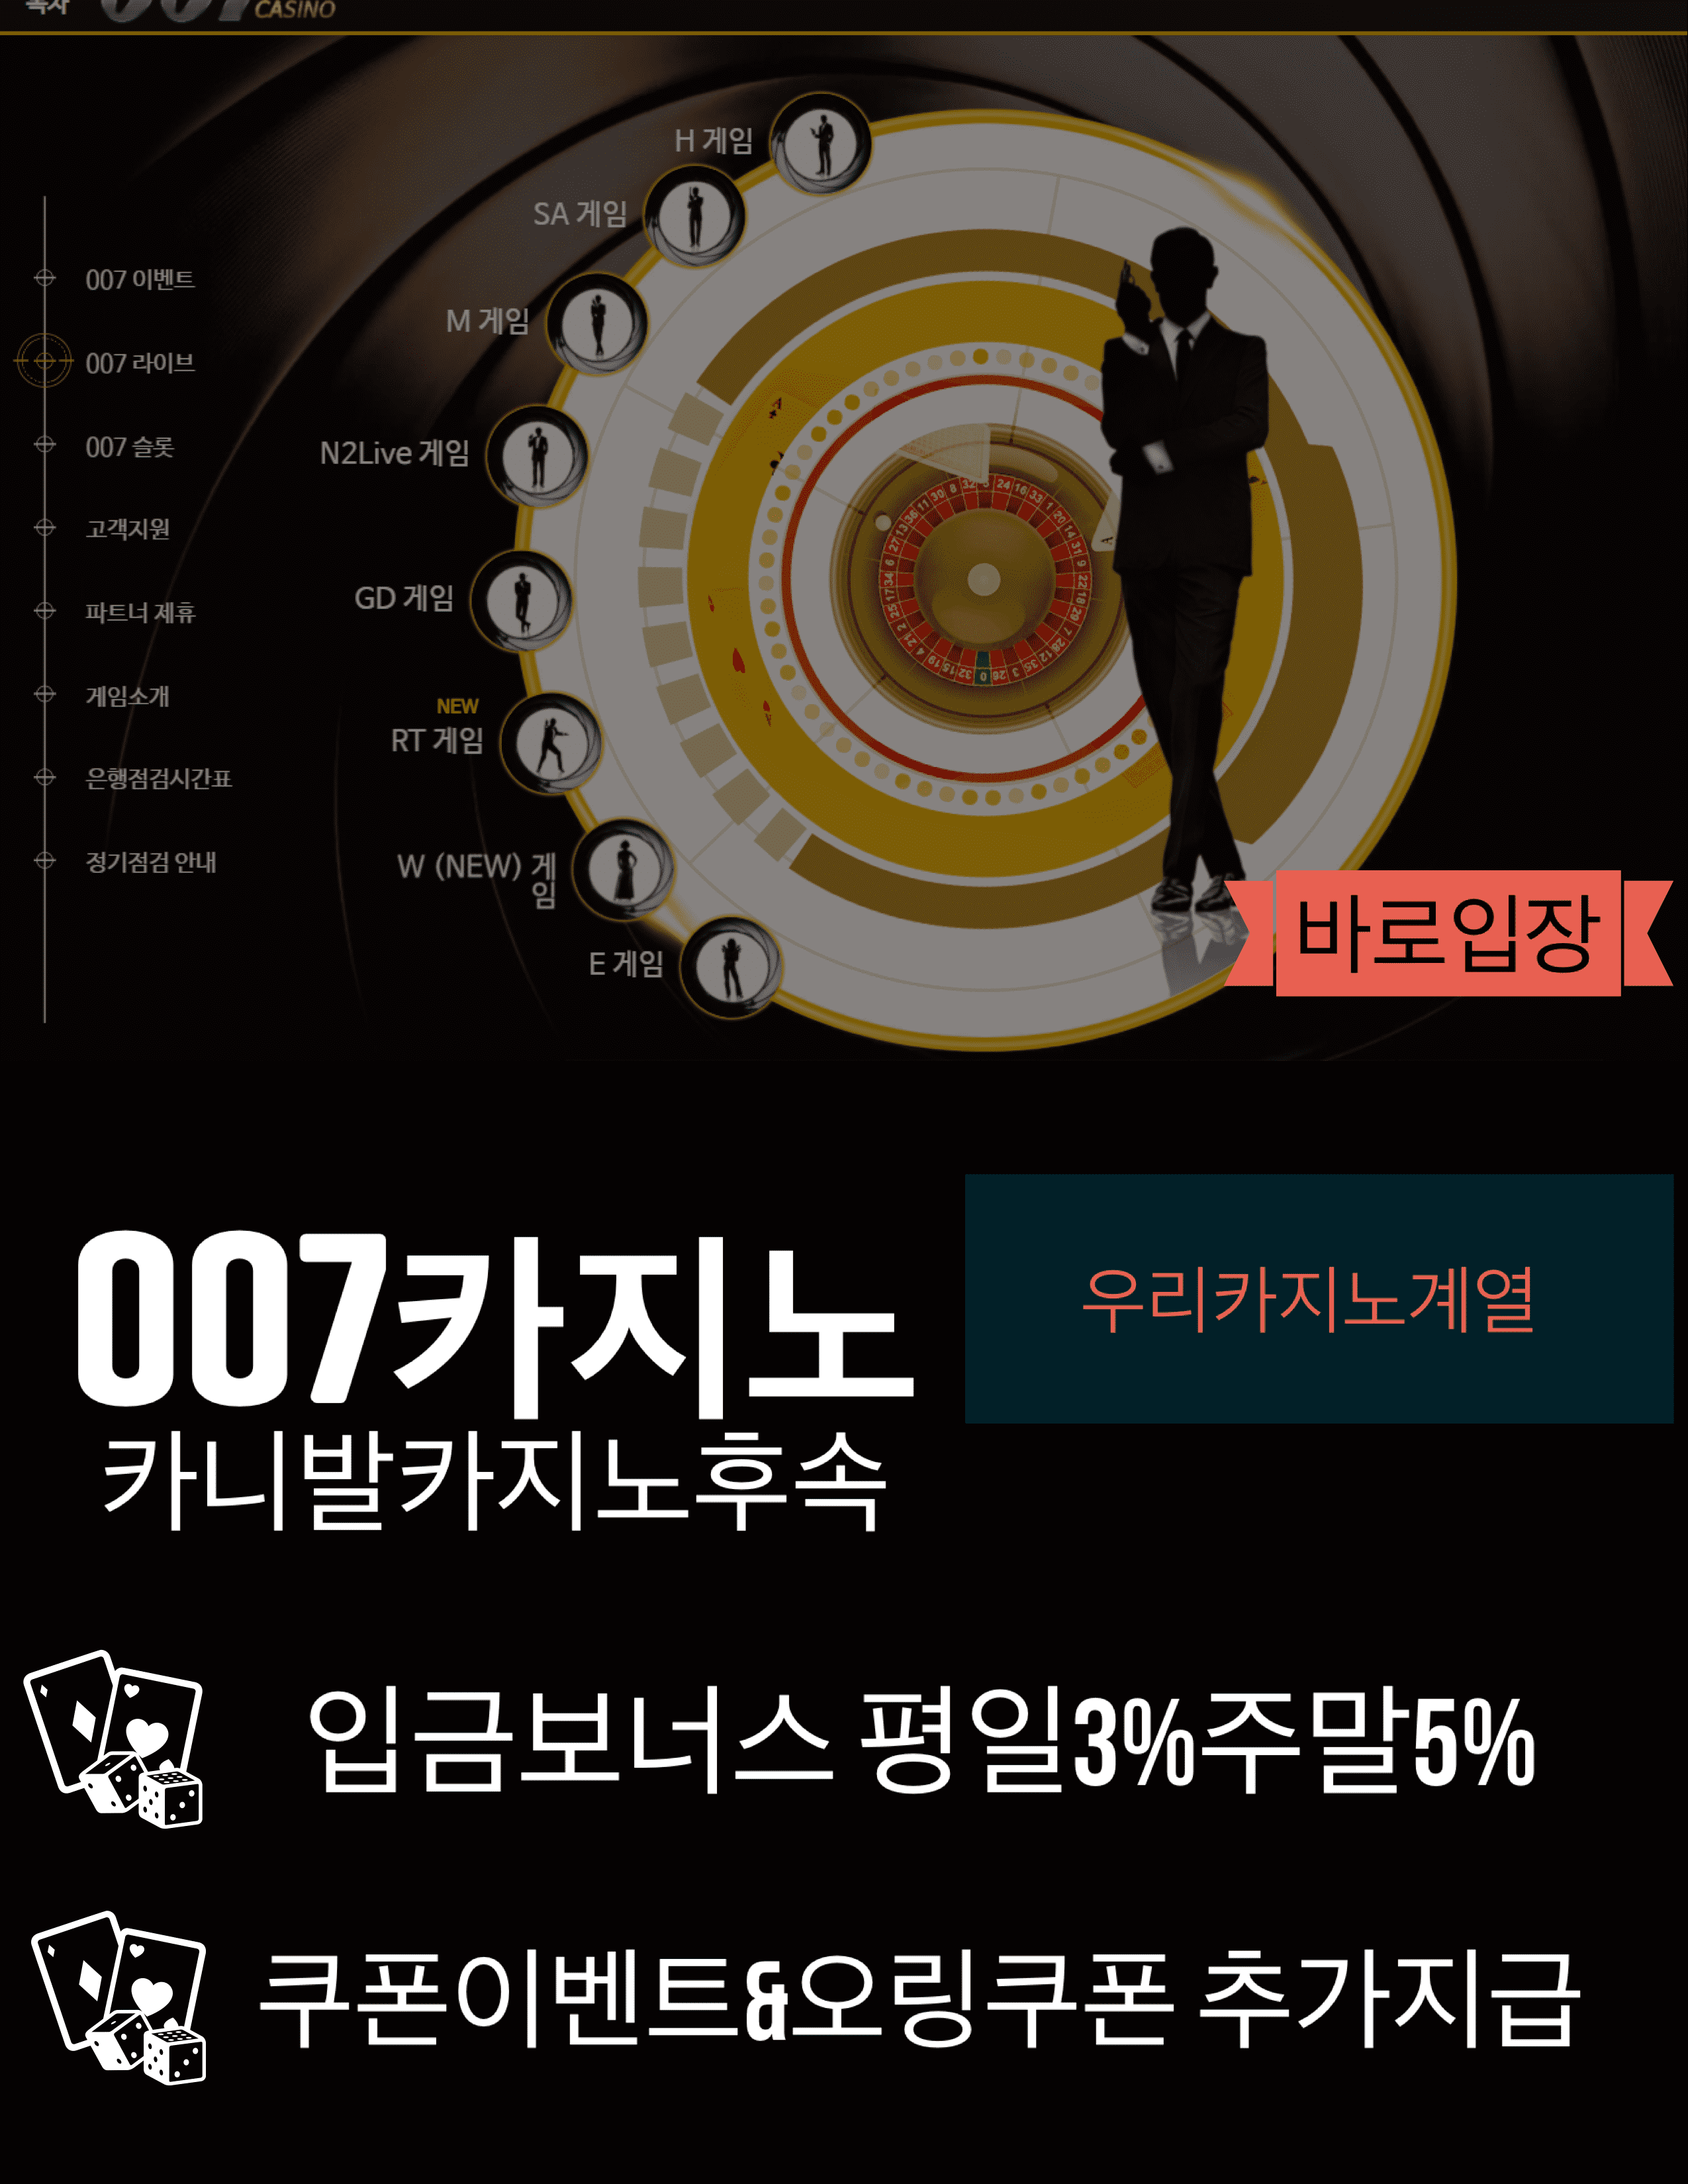 목차 007 CASINO
H 게임
SA 게임
M 게임
N2Live 게임
GD 게임
NEW
RT 게임
W (NEW) 게
임
E 게임
007 이벤트
007 라이브
007 슬롯
고객지원
파트너 제휴
게임소개
은행점검시간표
정기점검 안내
바로입장
007카지노
우리카지노계열
카니발카지노후속
입금보너스 평일3%주말5%
쿠폰이벤트&오링쿠폰 추가지급